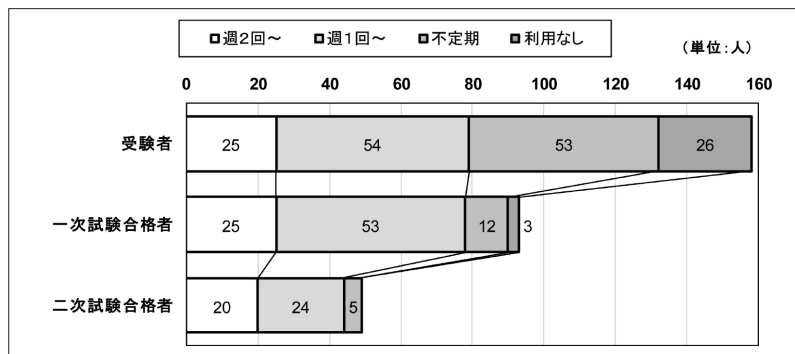 □週2回～ □週1回～ □不定期 □利用なし
（単位:人）
0 20 40 60 80 100 120 140 160
受験者 25 54 53 26
一次試験合格者 25 53 12 3
二次試験合格者 20 24 5